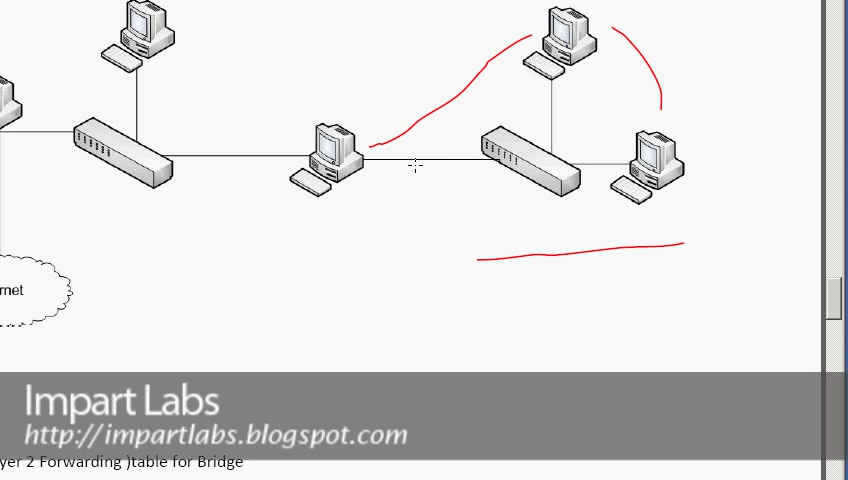 rnet
Impart Labs
http://impartlabs.blogspot.com
yer 2 Forwarding )table for Bridge